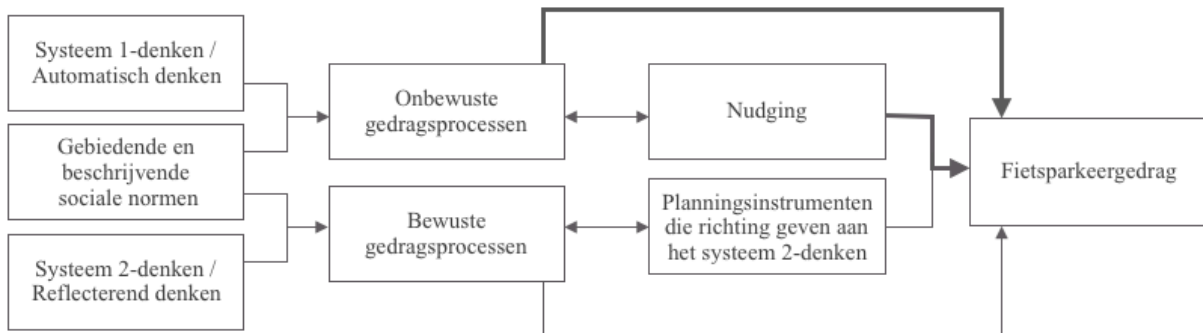 Systeem 1-denken /
Automatisch denken
Gebiedende en
beschrijvende
sociale normen
Systeem 2-denken /
Reflecterend denken
Onbewuste
gedragsprocessen
Bewuste
gedragsprocessen
Nudging
Planningsinstrumenten
die richting geven aan
het systeem 2-denken
Fietsparkeergedrag